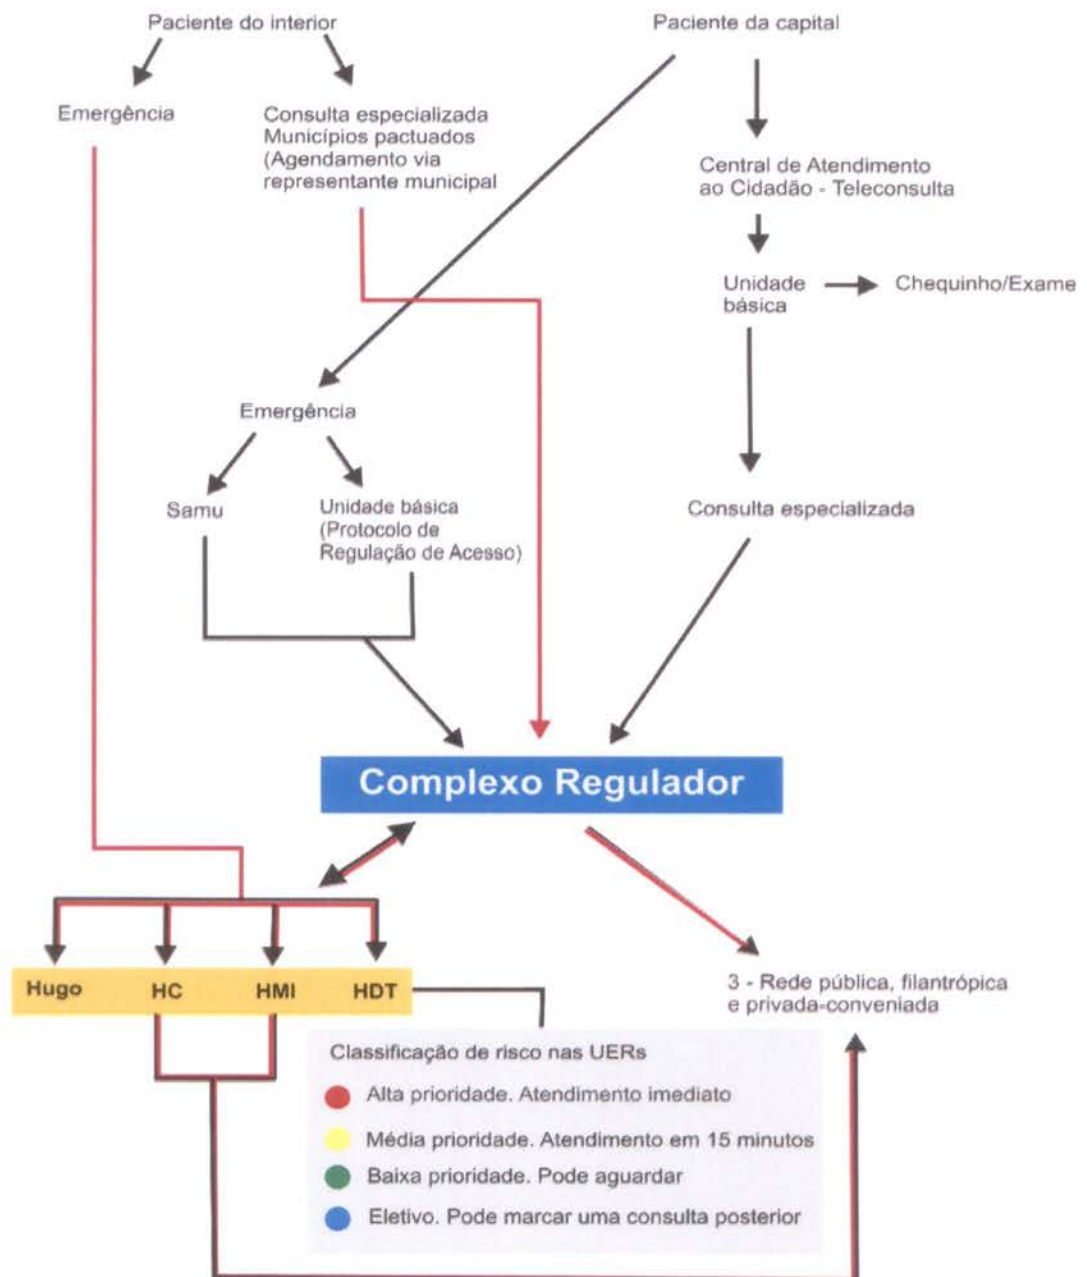 Paciente do interior
Paciente da capital
Emergência
Consulta especializada
Municípios pactuados
(Agendamento via
representante municipal
Central de Atendimento
ao Cidadão - Teleconsulta
Unidade
básica
Chequinho/Exame
Emergência
Samu
Unidade básica
(Protocolo de
Regulação de Acesso)
Consulta especializada
Complexo Regulador
Hugo
HC
HMI
HDT
3 - Rede pública, filantrópica
e privada-conveniada
Classificação de risco nas UERs
Alta prioridade. Atendimento imediato
Média prioridade. Atendimento em 15 minutos
Baixa prioridade. Pode aguardar
Eletivo. Pode marcar uma consulta posterior